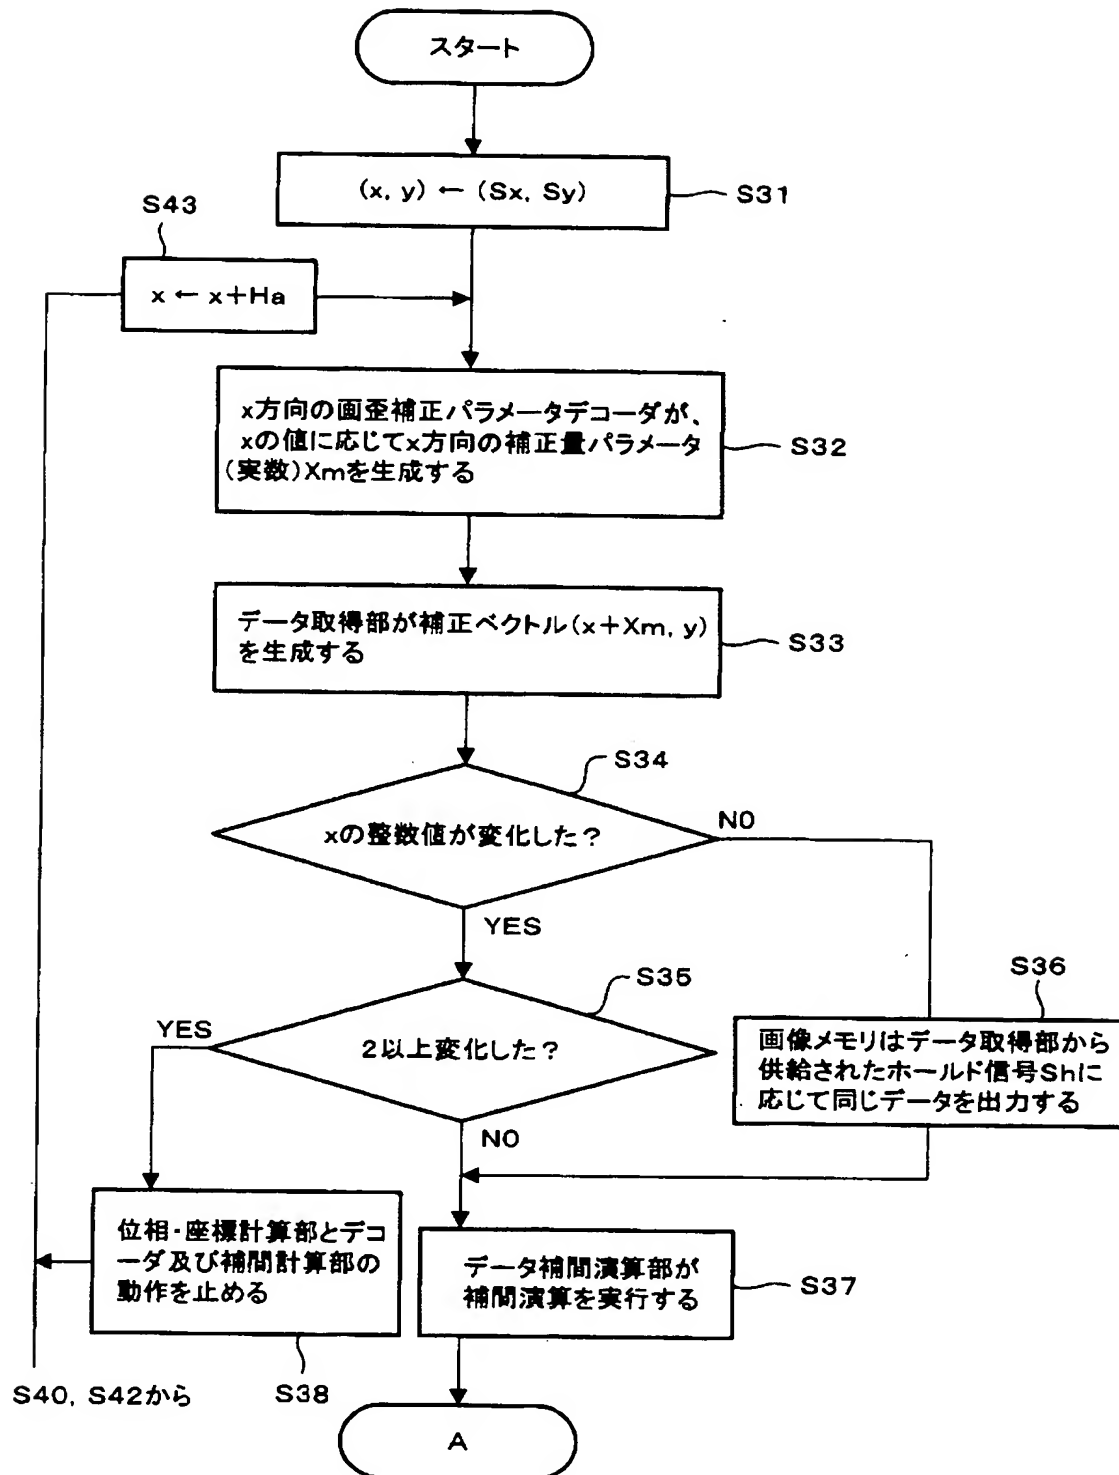 スタート
(x, y) ← (Sx, Sy)
S31
S43
x ← x+Ha
x方向の画歪補正パラメータデコーダが、
xの値に応じてx方向の補正量パラメータ
(実数)Xmを生成する
S32
データ取得部が補正ベクトル(x+Xm, y)
を生成する
S33
S34
xの整数値が変化した?
NO
YES
S35
2以上変化した?
YES
NO
S36
画像メモリはデータ取得部から
供給されたホールド信号Shに
応じて同じデータを出力する
位相・座標計算部とデコ
ーダ及び補間計算部の
動作を止める
S38
データ補間演算部が
補間演算を実行する
S37
S40, S42から
A